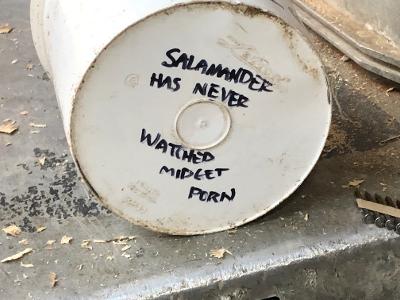 SALAMANDER
HAS NEVER
WATCHED
MIDGET
PORN